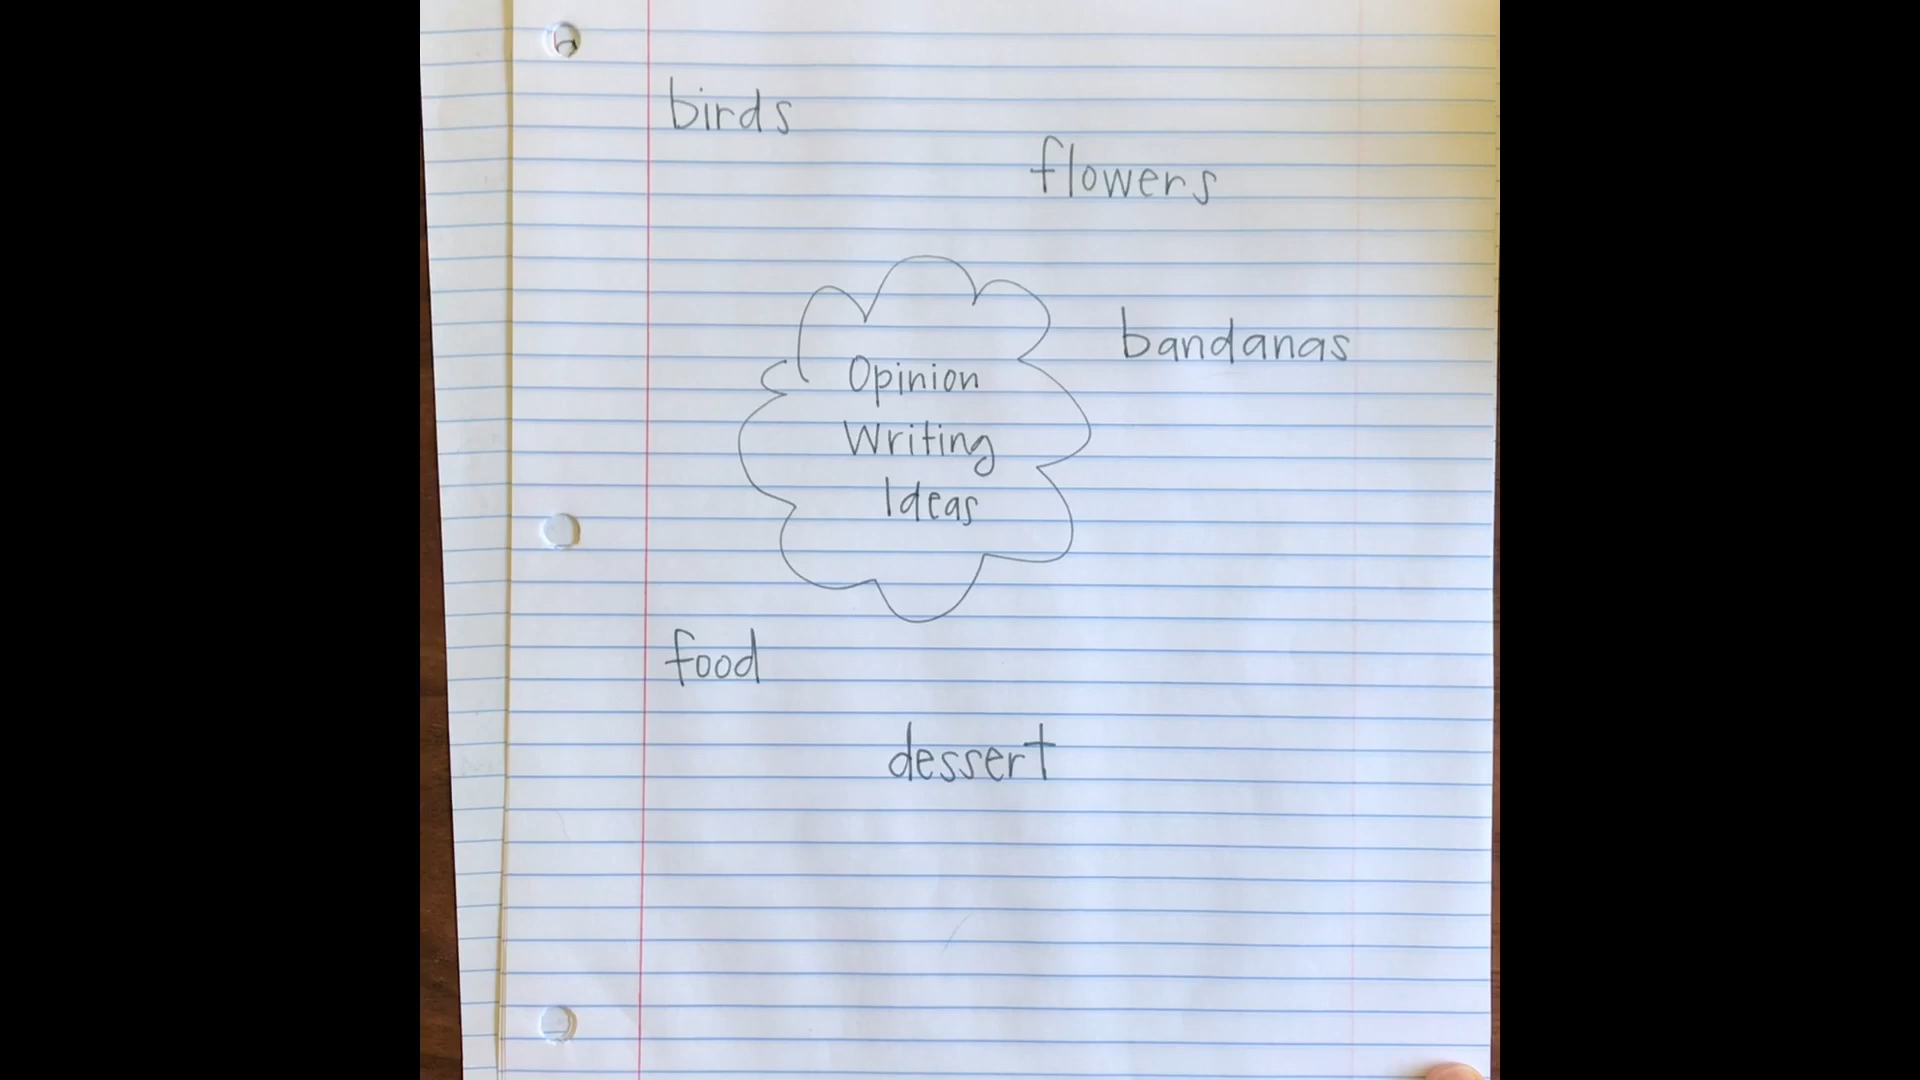 birds
flowers
bandanas
Opinion
Writing
Ideas
food
dessert